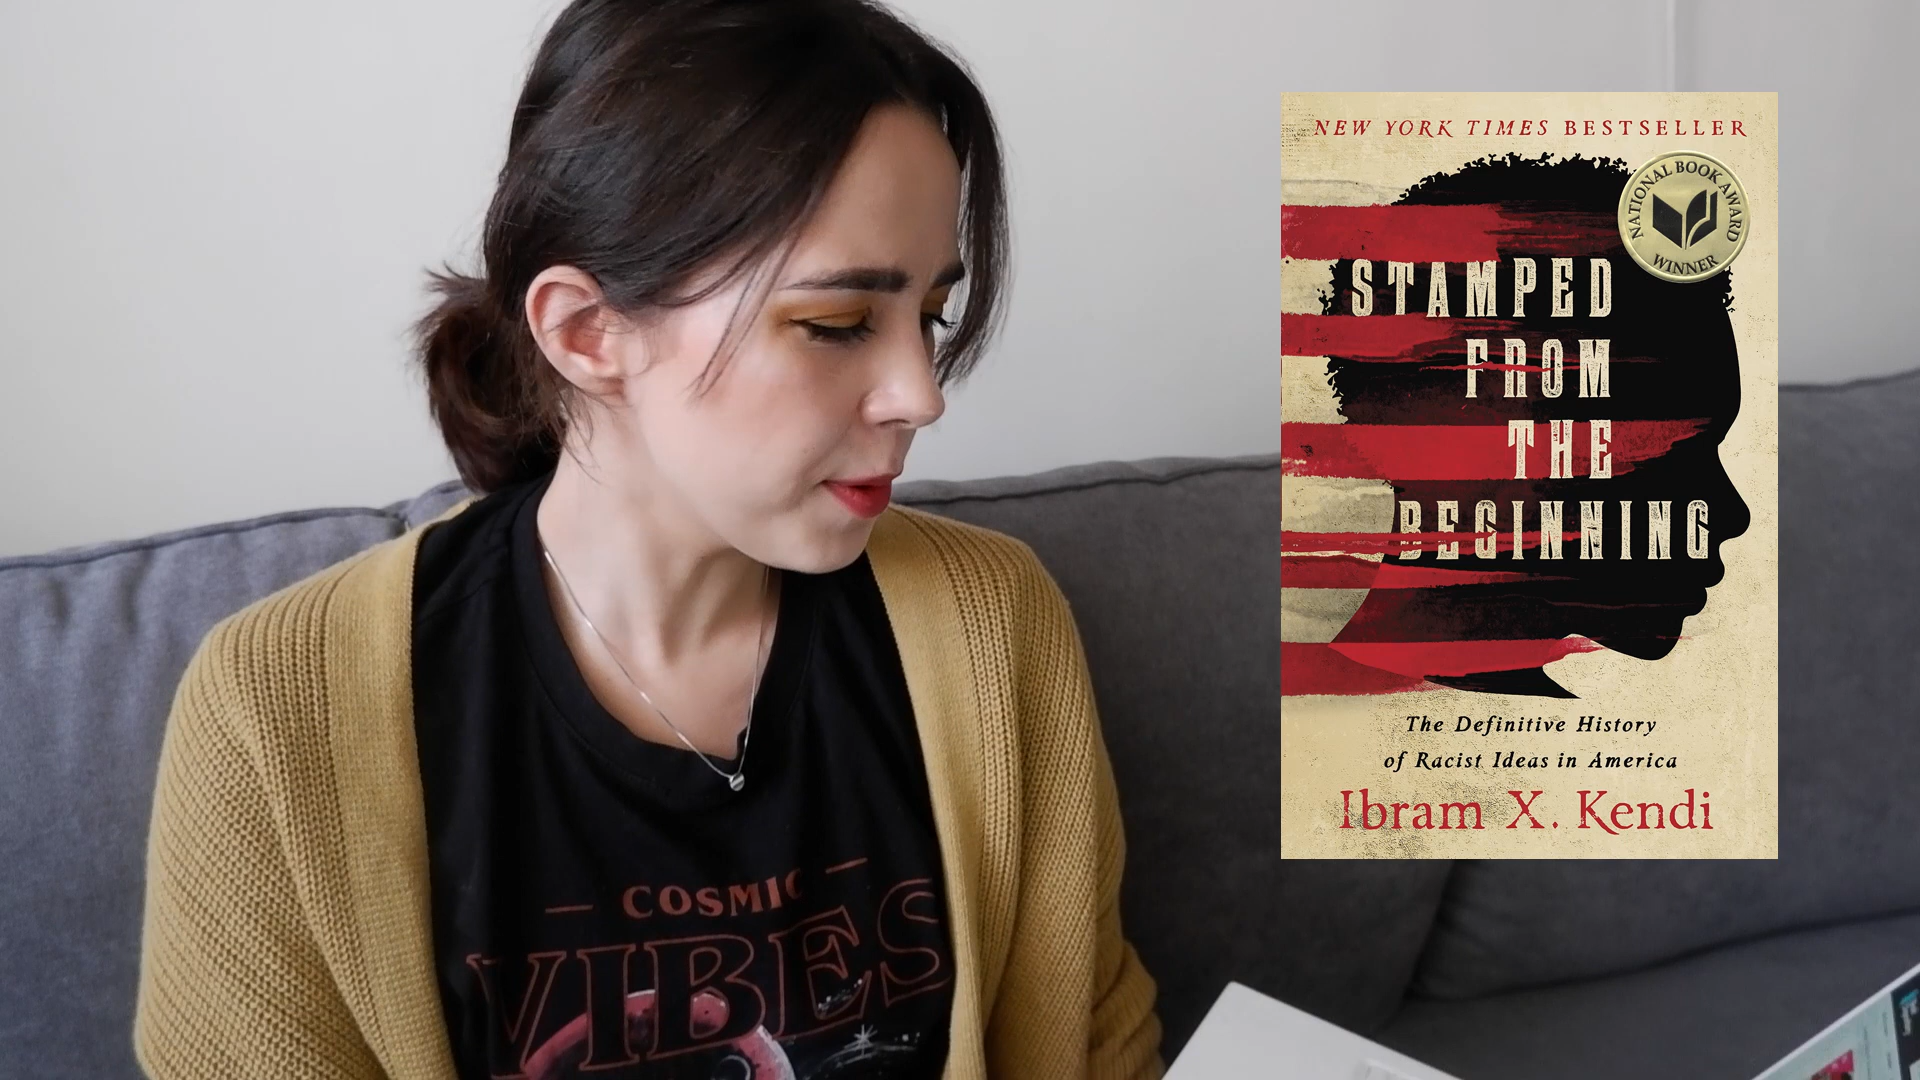 COSMIC
VIBES
NEW YORK TIMES BESTSELLER
NATIONAL BOOK AWARD
WINNER
STAMPED
FROM
THE
BEGINNING
The Definitive History
of Racist Ideas in America
Ibram X. Kendi